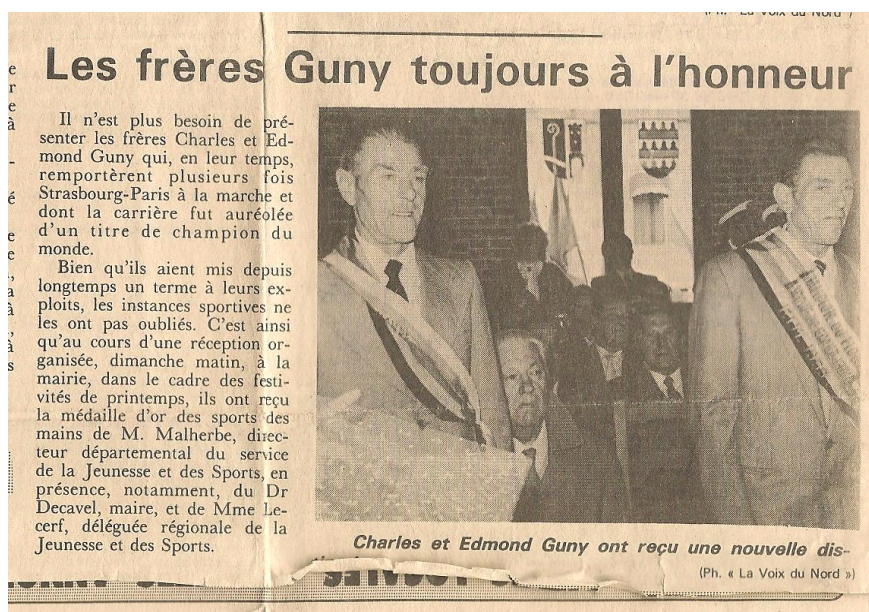 (Ph. « La Voix du Nord »)
Les frères Guny toujours à l'honneur
Il n'est plus besoin de pré-
senter les frères Charles et Ed-
mond Guny qui, en leur temps,
remportèrent plusieurs fois
Strasbourg-Paris à la marche et
dont la carrière fut auréolée
d'un titre de champion du
monde.
Bien qu'ils aient mis depuis
longtemps un terme à leurs ex-
ploits, les instances sportives ne
les ont pas oubliés. C'est ainsi
qu'au cours d'une réception or-
ganisée, dimanche matin, à la
mairie, dans le cadre des festi-
vités de printemps, ils ont reçu
la médaille d'or des sports des
mains de M. Malherbe, direc-
teur départemental du service
de la Jeunesse et des Sports, en
présence, notamment, du Dr
Decavel, maire, et de Mme Le-
cerf, déléguée régionale de la
Jeunesse et des Sports.
Charles et Edmond Guny ont reçu une nouvelle dis-
(Ph. « La Voix du Nord »)